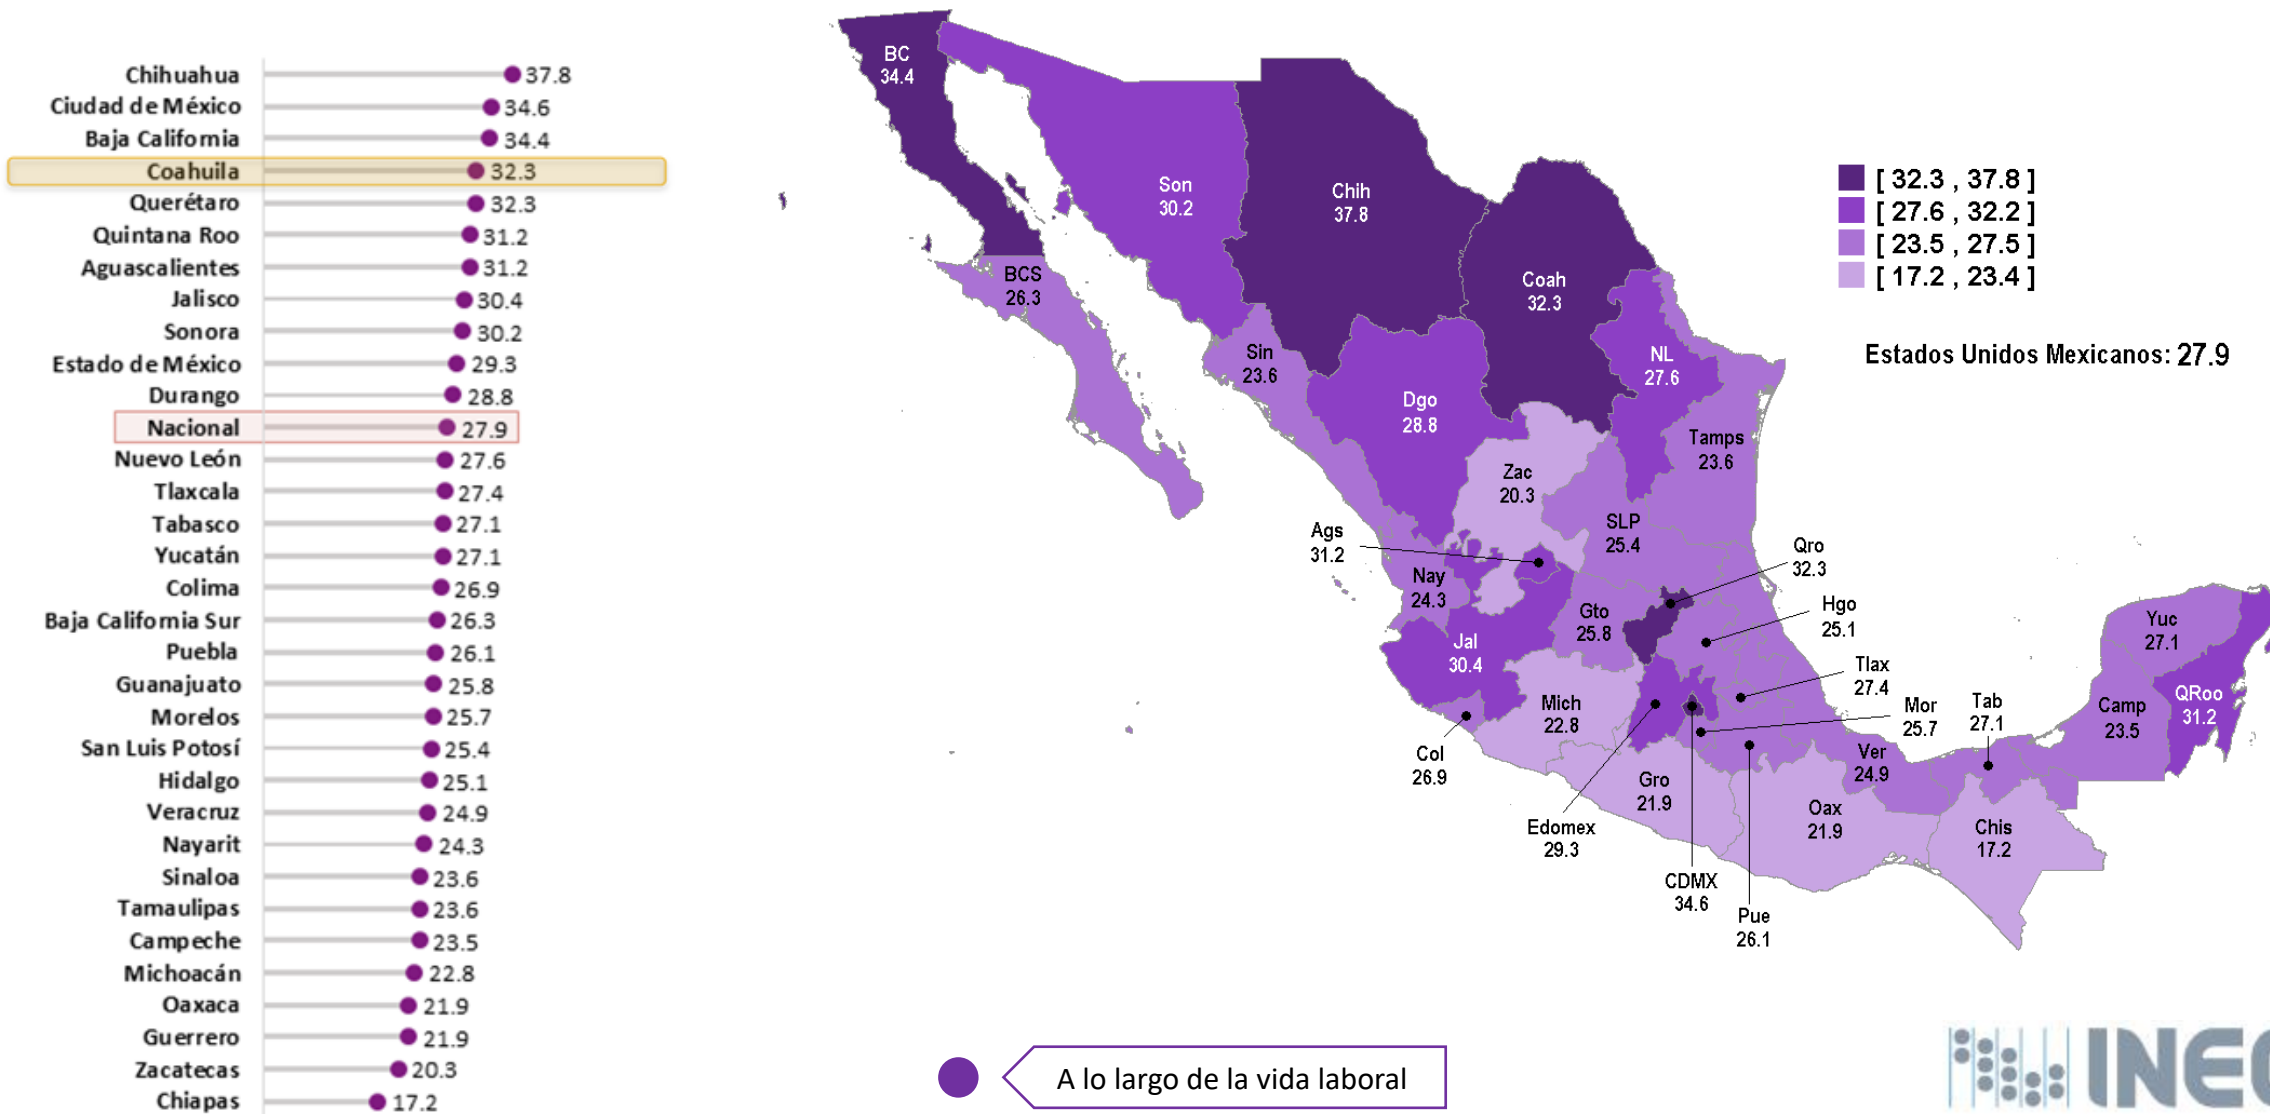 Chihuahua 37.8
Ciudad de México 34.6
Baja California 34.4
Coahuila 32.3
Querétaro 32.3
Quintana Roo 31.2
Aguascalientes 31.2
Jalisco 30.4
Sonora 30.2
Estado de México 29.3
Durango 28.8
Nacional 27.9
Nuevo León 27.6
Tlaxcala 27.4
Tabasco 27.1
Yucatán 27.1
Colima 26.9
Baja California Sur 26.3
Puebla 26.1
Guanajuato 25.8
Morelos 25.7
San Luis Potosí 25.4
Hidalgo 25.1
Veracruz 24.9
Nayarit 24.3
Sinaloa 23.6
Tamaulipas 23.6
Campeche 23.5
Michoacán 22.8
Oaxaca 21.9
Guerrero 21.9
Zacatecas 20.3
Chiapas 17.2
BC
34.4
Son
30.2
Chih
37.8
Coah
32.3
BCS
26.3
Sin
23.6
Dgo
28.8
NL
27.6
Tamps
23.6
Zac
20.3
SLP
25.4
Ags
31.2
Nay
24.3
Gto
25.8
Qro
32.3
Hgo
25.1
Jal
30.4
Tlax
27.4
Mich
22.8
Mor
25.7
Tab
27.1
Yuc
27.1
QRoo
31.2
Camp
23.5
Col
26.9
Ver
24.9
Gro
21.9
Oax
21.9
Chis
17.2
Edomex
29.3
CDMX
34.6
Pue
26.1
[ 32.3 , 37.8 ]
[ 27.6 , 32.2 ]
[ 23.5 , 27.5 ]
[ 17.2 , 23.4 ]
Estados Unidos Mexicanos: 27.9
A lo largo de la vida laboral